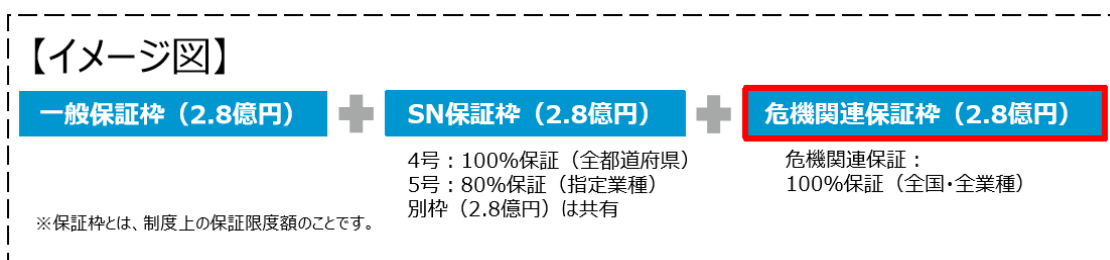 【イメージ図】
一般保証枠（2.8億円）
SN保証枠（2.8億円）
危機関連保証枠（2.8億円）
4号：100％保証（全都道府県）
5号：80％保証（指定業種）
別枠（2.8億円）は共有
危機関連保証：
100％保証（全国・全業種）
※保証枠とは、制度上の保証限度額のことです。